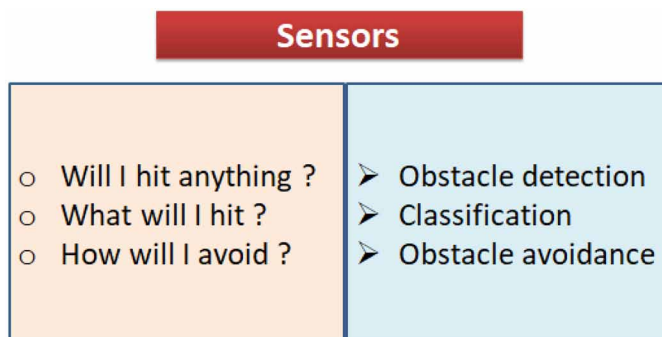 Sensors
o Will I hit anything ?
o What will I hit ?
o How will I avoid ?
➢ Obstacle detection
➢ Classification
➢ Obstacle avoidance